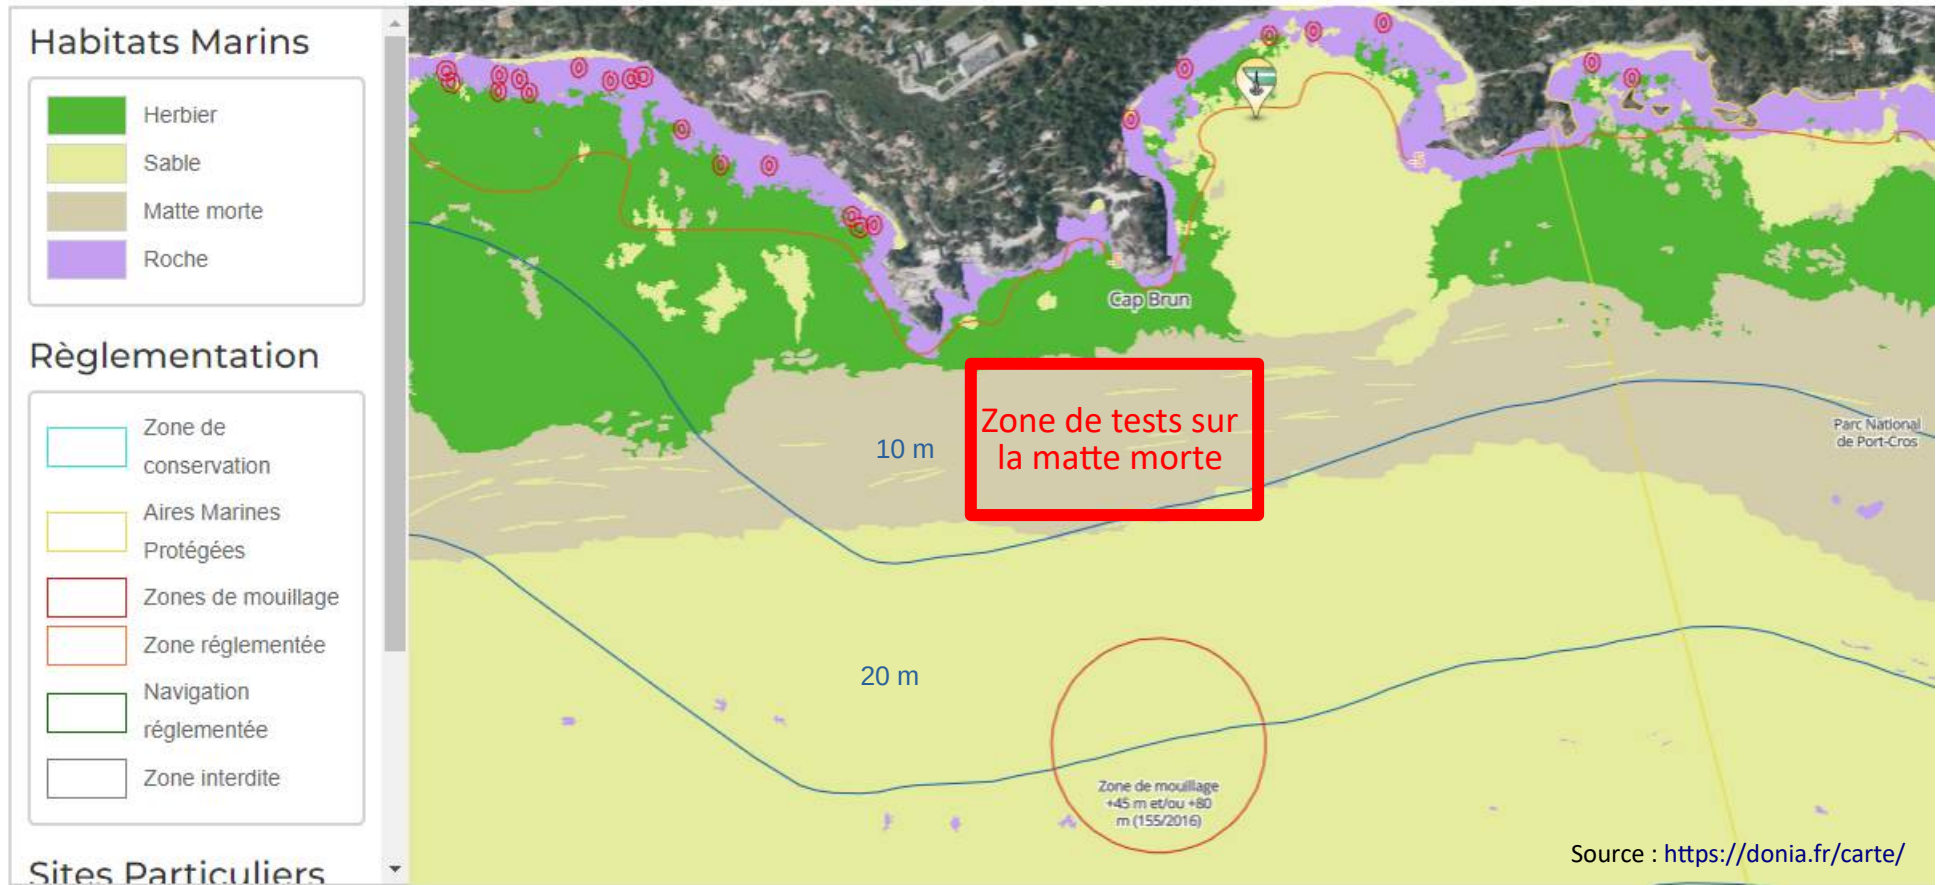 Habitats Marins
Herbier
Sable
Matte morte
Roche
Règlementation
Zone de
conservation
Aires Marines
Protégées
Zones de mouillage
Zone réglementée
Navigation
réglementée
Zone interdite
Sites Particuliers
Cap Brun
Zone de tests sur
la matte morte
10 m
Parc National
de Port-Cros
20 m
Zone de mouillage
+45 m et/ou +80
m (155/2016)
Source : https://donia.fr/carte/